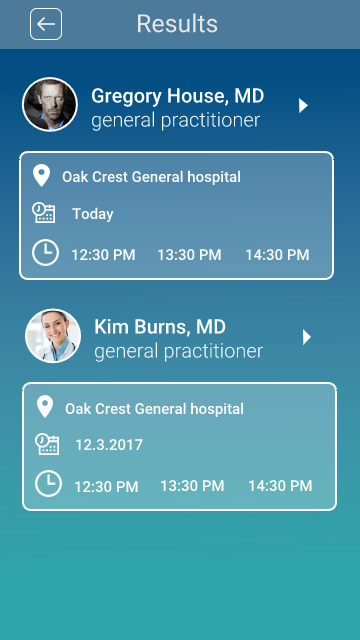 Results
Gregory House, MD
general practitioner
Oak Crest General hospital
Today
12:30 PM 13:30 PM 14:30 PM
Kim Burns, MD
general practitioner
Oak Crest General hospital
12.3.2017
12:30 PM 13:30 PM 14:30 PM